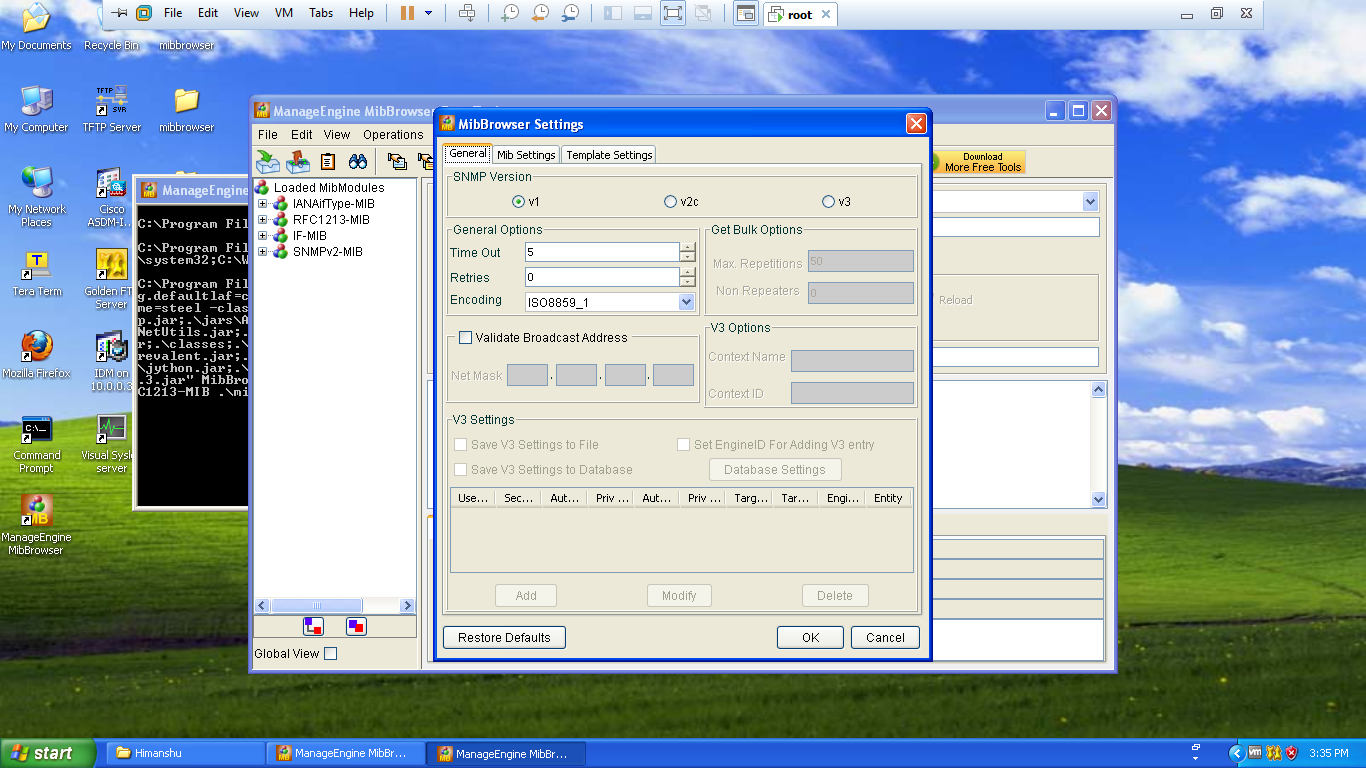 File Edit View VM Tabs Help
root
My Documents
Recycle Bin
mibbrowser
My Computer
TFTP
SVR
TFTP Server
mibbrowser
My Network
Places
Cisco
ASDM-I...
Tera Term
Golden FT
Server
Mozilla Firefox
IDM on
10.0.0.3
Command
Prompt
Visual Sysl
server
MB
ManageEngine
MibBrowser
ManageEngine
C:\Program Fil
C:\Program Fil
\system32;C:\W
C:\Program Fil
g.defaultlaf=c
me=steel -clas
p.jar;.\jars\A
NetUtils.jar;.
r;.\classes;.\
revalent.jar;.
\jython.jar;.\
.3.jar" MibBro
C1213-MIB .\mi
ManageEngine MibBrowser
File Edit View Operations
Download
More Free Tools
Loaded MibModules
IANAifType-MIB
RFC1213-MIB
IF-MIB
SNMPv2-MIB
Reload
Global View
MibBrowser Settings
General Mib Settings Template Settings
SNMP Version
v1 v2c v3
General Options
Time Out 5
Retries 0
Encoding ISO8859_1
Get Bulk Options
Max. Repetitions 50
Non Repeaters 0
Validate Broadcast Address
Net Mask . . .
V3 Options
Context Name
Context ID
V3 Settings
Save V3 Settings to File Set EngineID For Adding V3 entry
Save V3 Settings to Database Database Settings
Use... Sec... Aut... Priv ... Aut... Priv ... Targ... Tar... Engi... Entity
Add Modify Delete
Restore Defaults OK Cancel
start Himanshu ManageEngine MibBr... ManageEngine MibBr... 3:35 PM